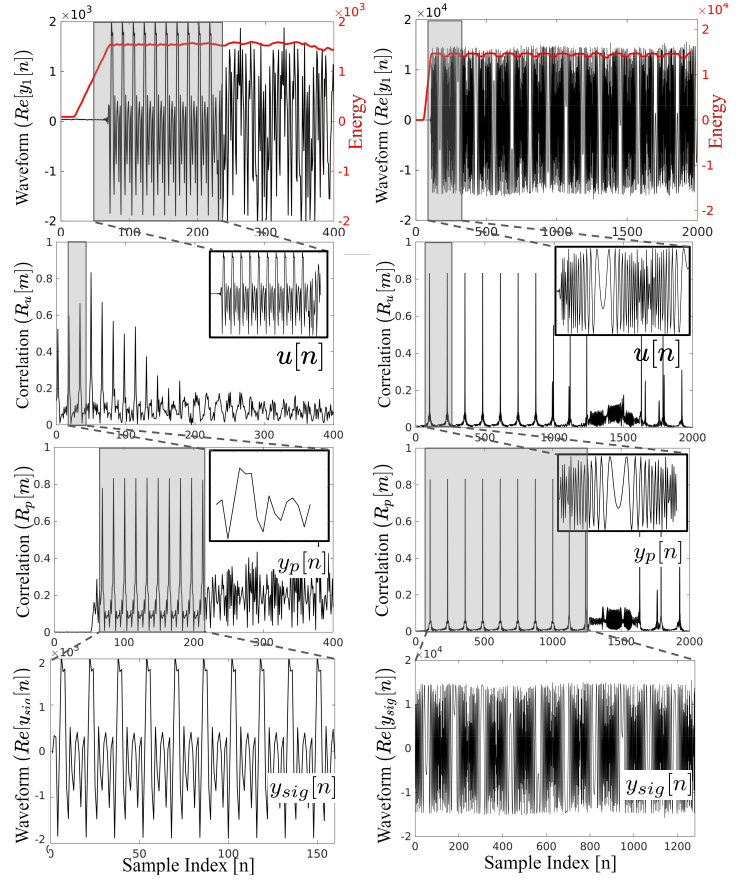 ×10³ ×10³
2 2
1 1
0 0
-1 -1
-2 -2
0 100 200 300 400
Waveform (Re[y₁[n])
Energy
×10⁴ ×10⁴
2 2
1 1
0 0
-1 -1
-2 -2
0 500 1000 1500 2000
Waveform (Re[y₁[n])
Energy
1
0.8
0.6
0.4
0.2
0
0 100 200 300 400
Correlation (R_u[m])
u[n]
1
0.8
0.6
0.4
0.2
0
0 500 1000 1500 2000
Correlation (R_u[m])
u[n]
1
0.8
0.6
0.4
0.2
0
0 100 200 300 400
Correlation (R_p[m])
y_p[n]
1
0.8
0.6
0.4
0.2
0
0 500 1000 1500 2000
Correlation (R_p[m])
y_p[n]
2
1
0
-1
-2
0 50 100 150
Waveform (Re[y_sig[n])
y_sig[n]
Sample Index [n]
×10⁴
2
1
0
-1
-2
0 200 400 600 800 1000 1200
Waveform (Re[y_sig[n])
y_sig[n]
Sample Index [n]